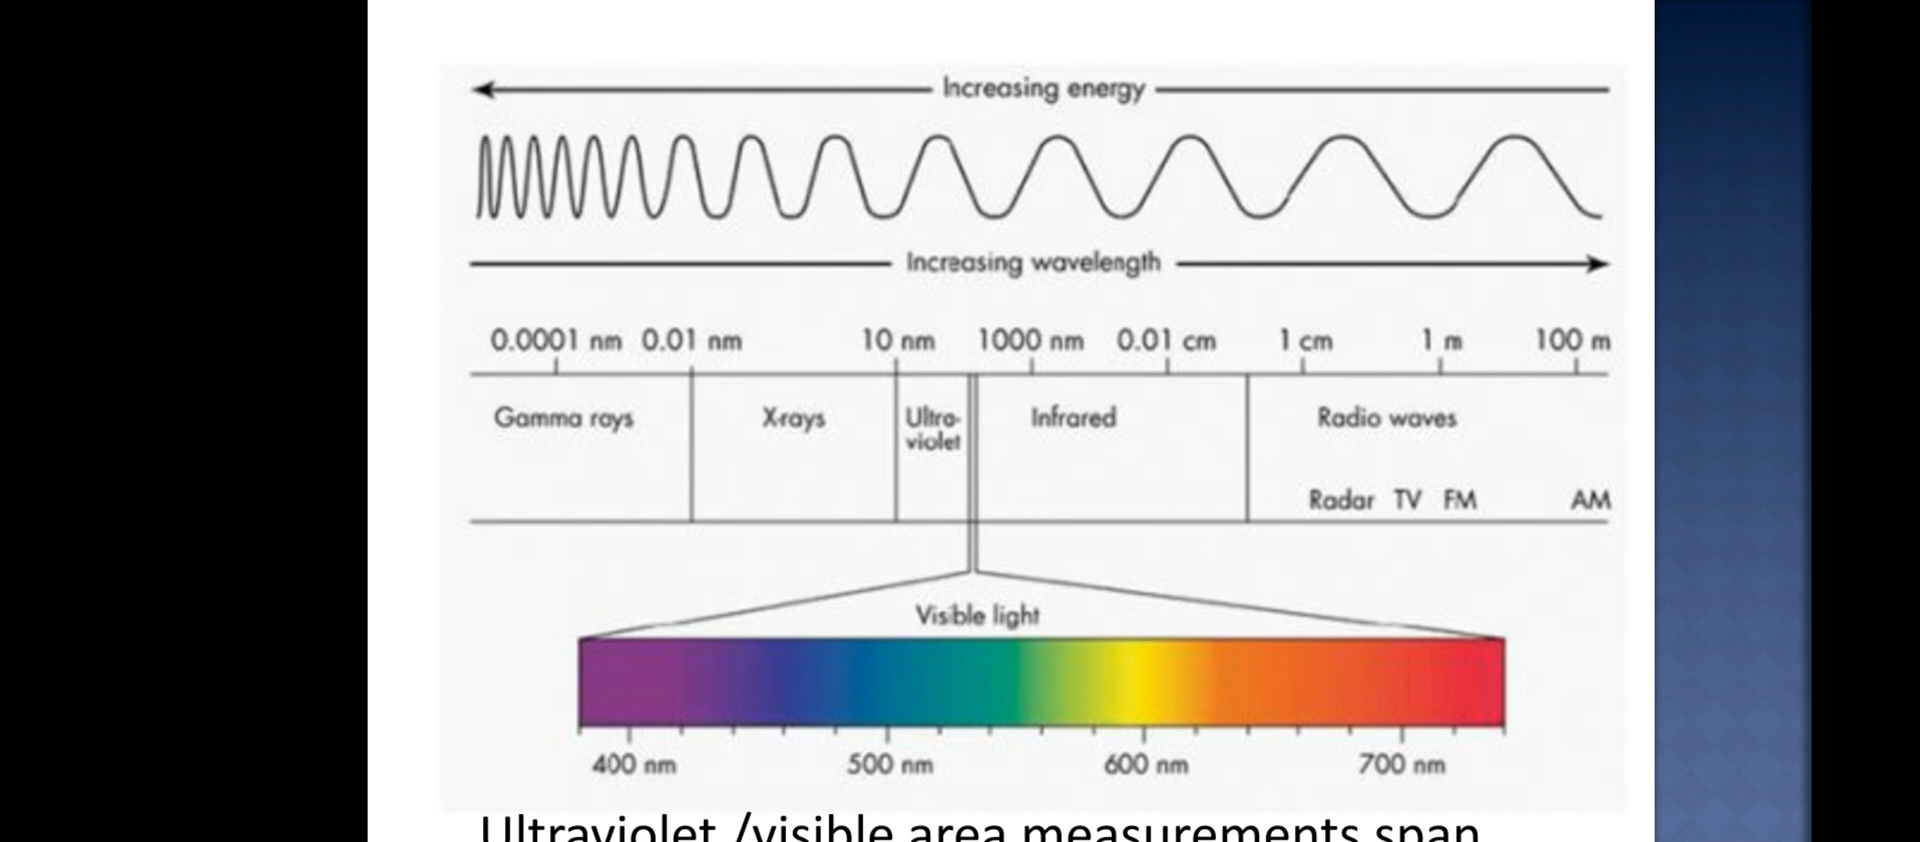 Increasing energy
Increasing wavelength
0.0001 nm 0.01 nm 10 nm 1000 nm 0.01 cm 1 cm 1 m 100 m
Gamma rays X-rays Ultra- Infrared Radio waves
violet
Radar TV FM AM
Visible light
400 nm 500 nm 600 nm 700 nm
Ultraviolet /visible area measurements span